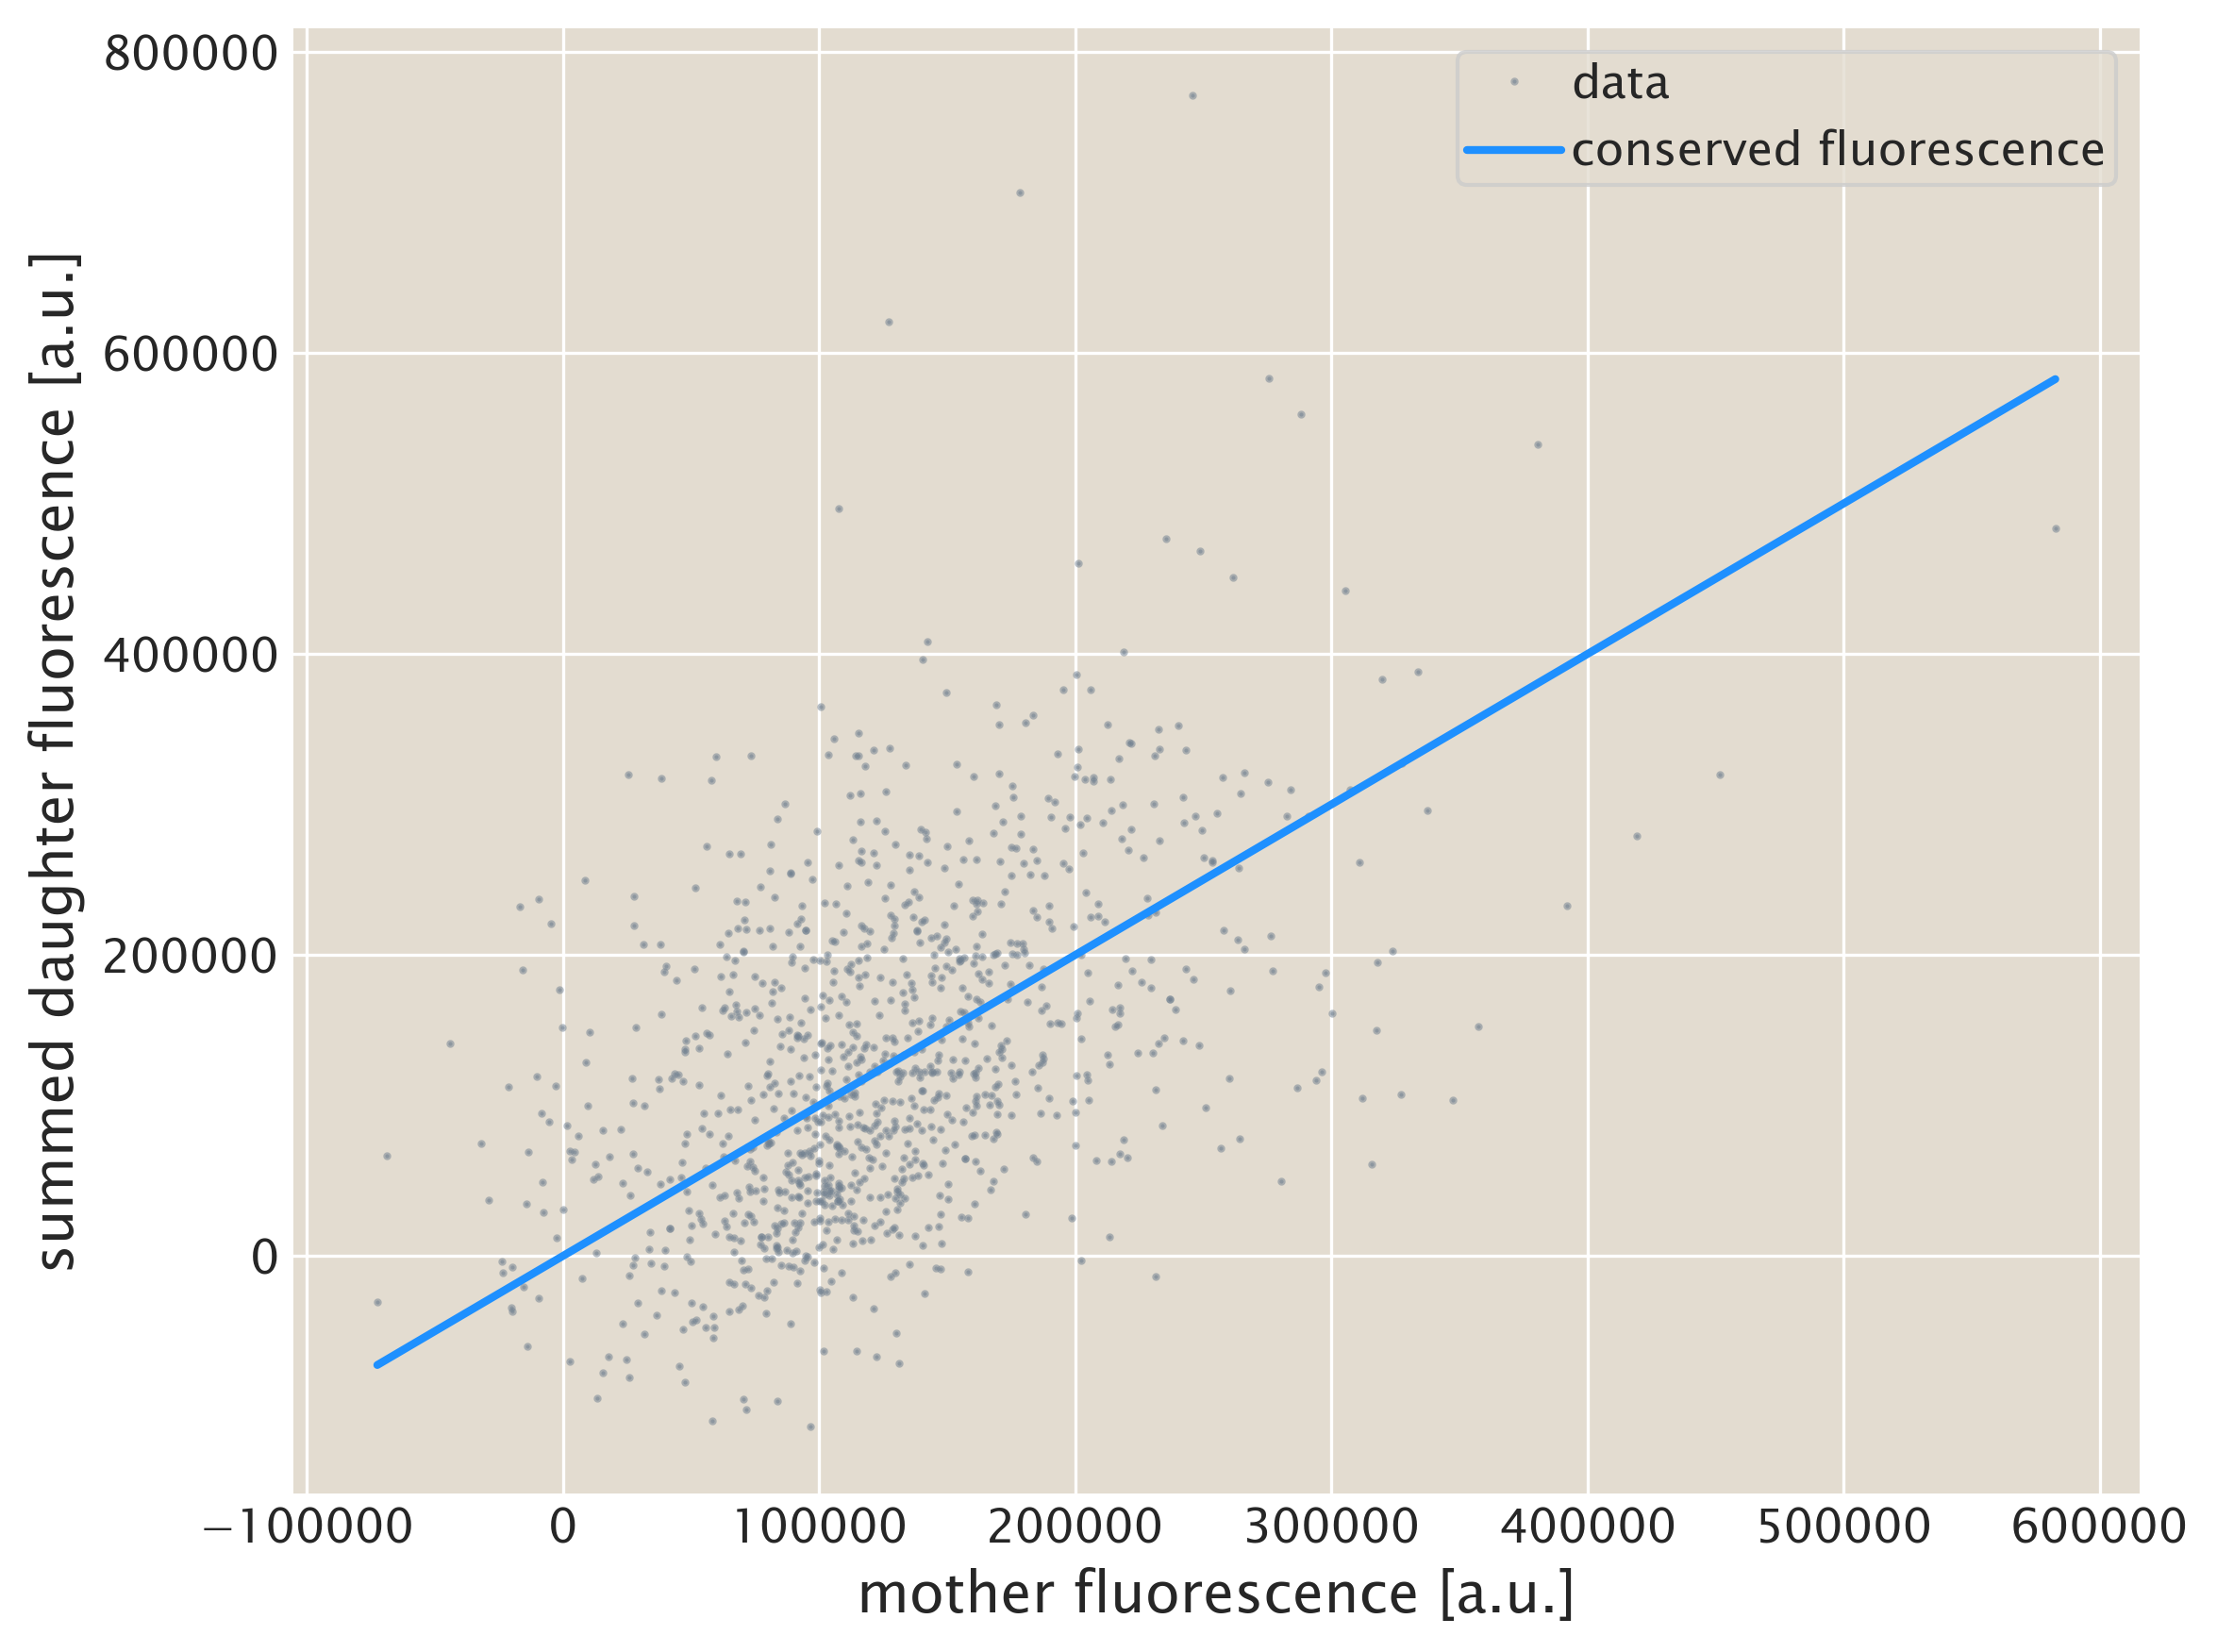 800000
600000
400000
200000
0
summed daughter fluorescence [a.u.]
data
conserved fluorescence
−100000 0 100000 200000 300000 400000 500000 600000
mother fluorescence [a.u.]